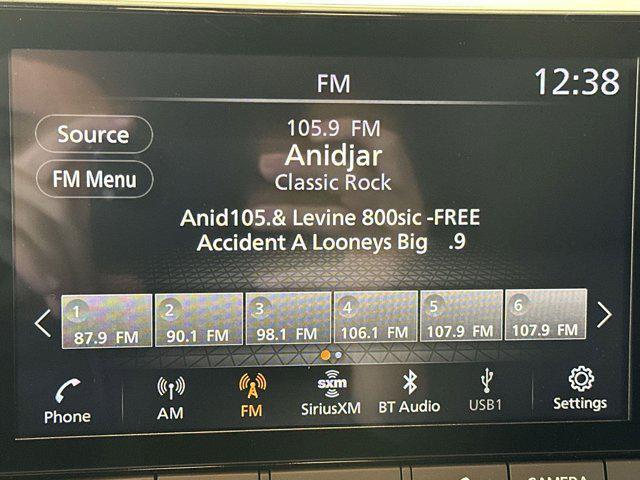 FM
12:38
Source
105.9 FM
Anidjar
FM Menu
Classic Rock
Anid105.& Levine 800sic -FREE
Accident A Looneys Big .9
1 2 3 4 5 6
87.9 FM 90.1 FM 98.1 FM 106.1 FM 107.9 FM 107.9 FM
Phone AM FM sxm SiriusXM BT Audio USB1 Settings
CAMERA